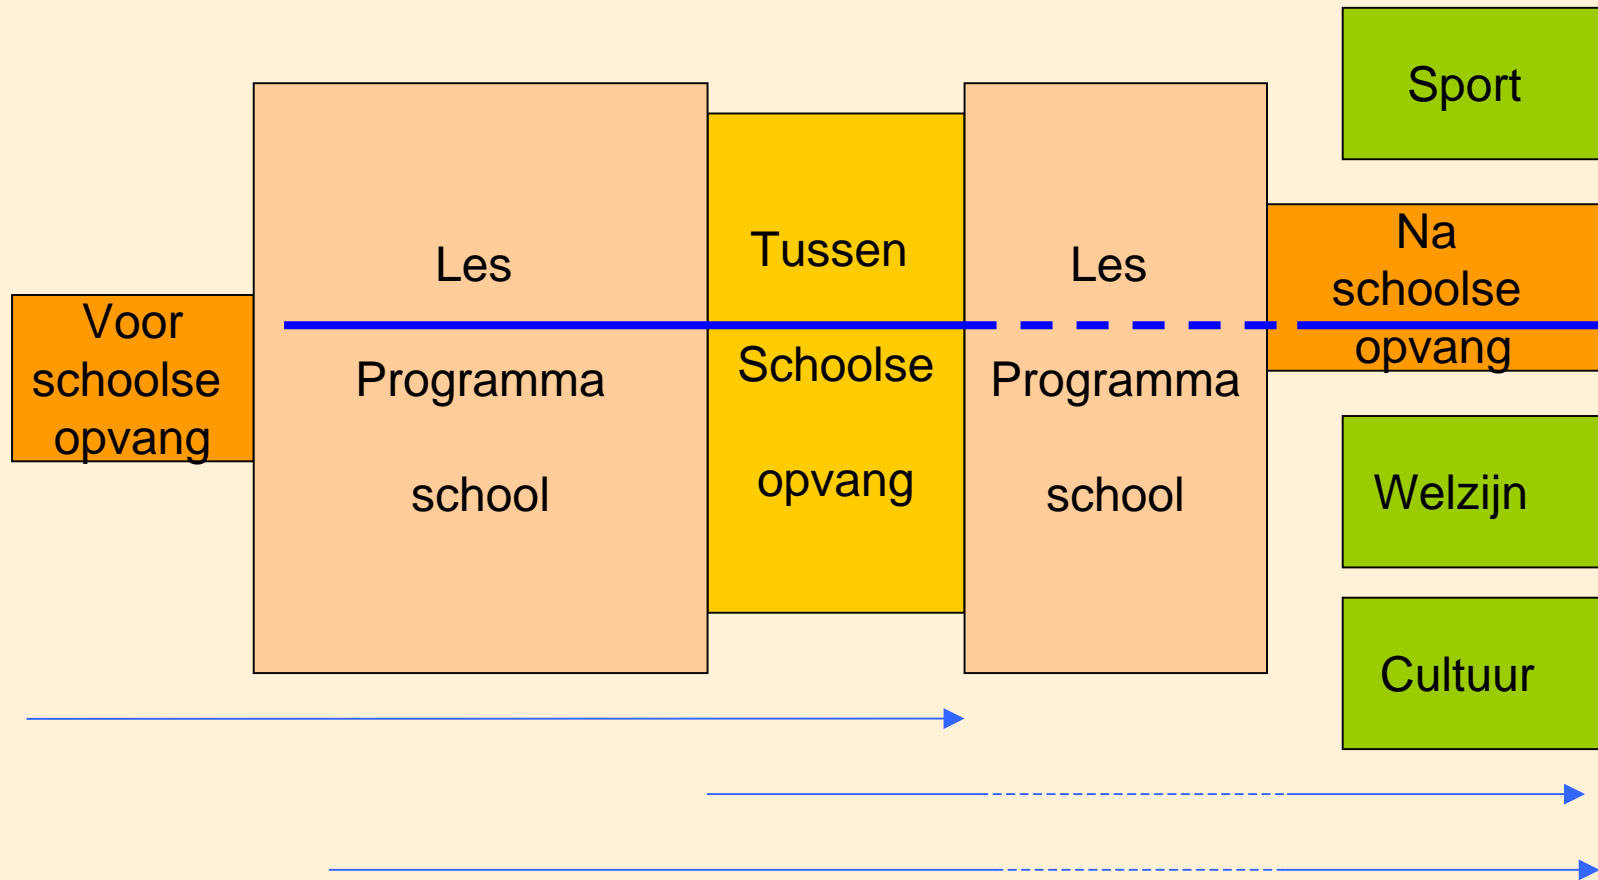 Voor
schoolse
opvang
Les
Programma
school
Tussen
Schoolse
opvang
Les
Programma
school
Sport
Na
schoolse
opvang
Welzijn
Cultuur